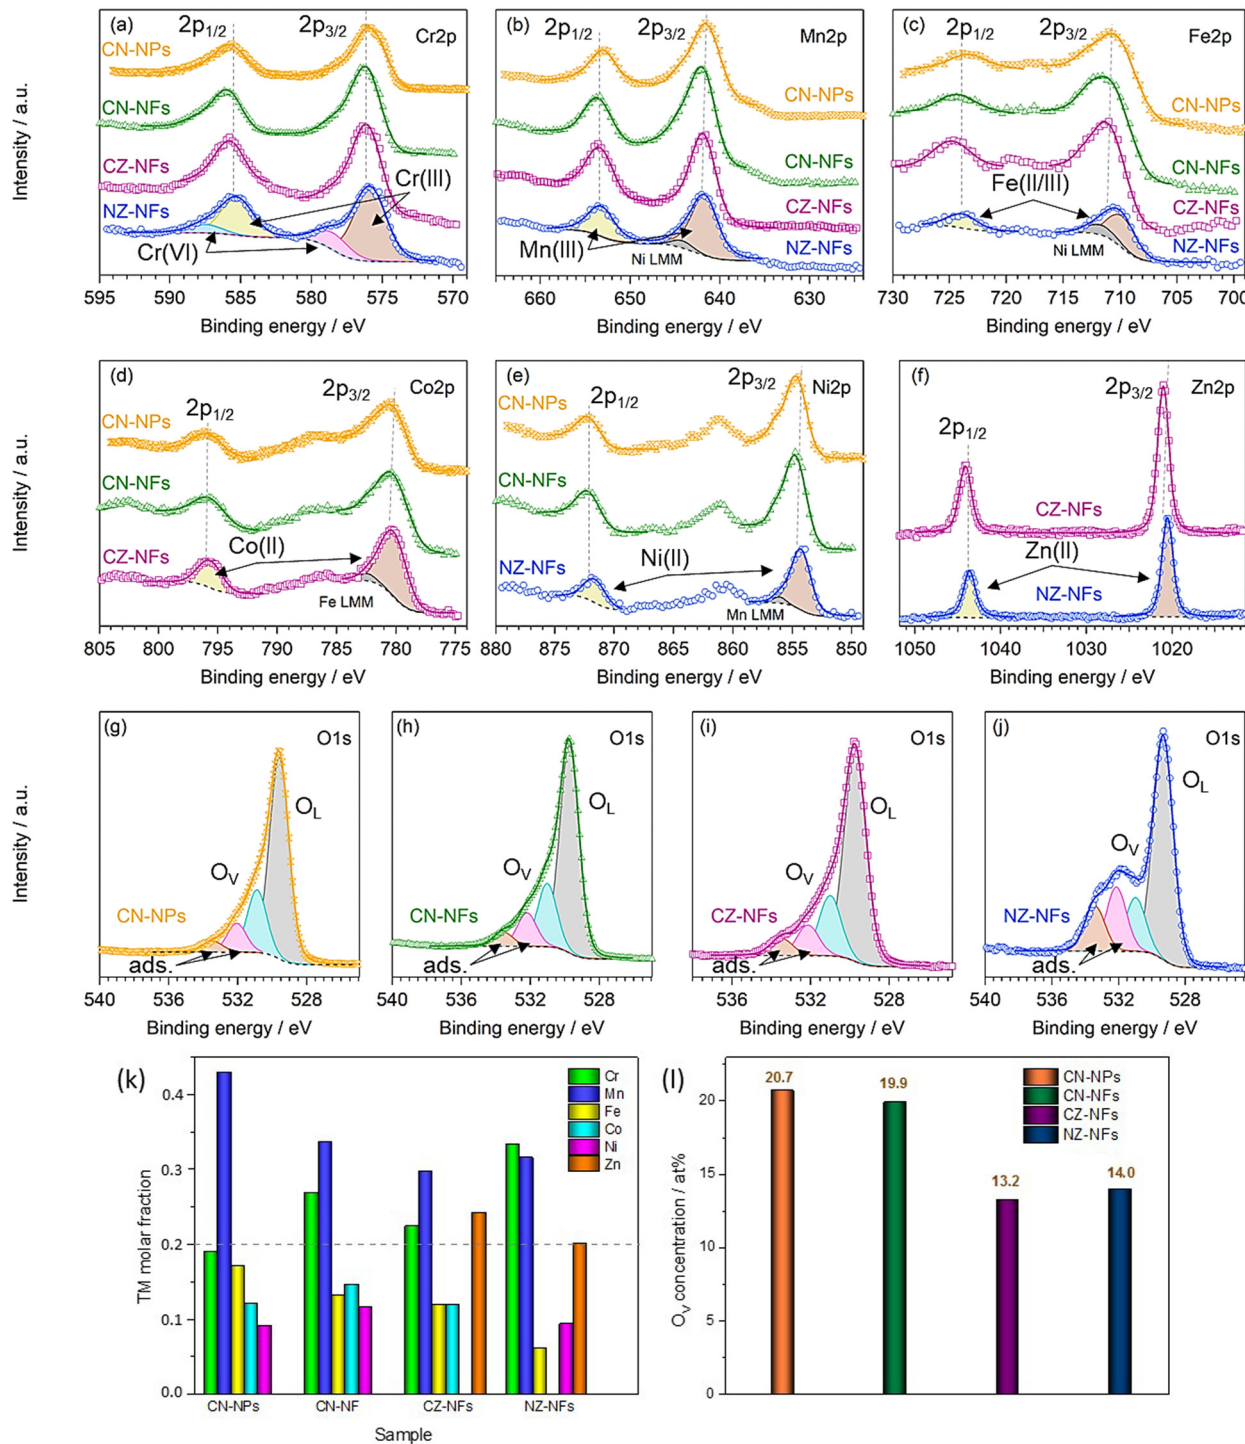 (a)
2p1/2
2p3/2
Cr2p
CN-NPs
CN-NFs
CZ-NFs
NZ-NFs
Cr(III)
Cr(VI)
595 590 585 580 575 570
Binding energy / eV
Intensity / a.u.
(b)
2p1/2
2p3/2
Mn2p
CN-NPs
CN-NFs
CZ-NFs
NZ-NFs
Mn(III)
Ni LMM
660 650 640 630
Binding energy / eV
(c)
2p1/2
2p3/2
Fe2p
CN-NPs
CN-NFs
Fe(II/III)
CZ-NFs
Ni LMM
NZ-NFs
730 725 720 715 710 705 700
Binding energy / eV
(d)
2p1/2
2p3/2
Co2p
CN-NPs
CN-NFs
CZ-NFs
Co(II)
Fe LMM
805 800 795 790 785 780 775
Binding energy / eV
Intensity / a.u.
(e)
2p1/2
2p3/2
Ni2p
CN-NPs
CN-NFs
Ni(II)
NZ-NFs
Mn LMM
880 875 870 865 860 855 850
Binding energy / eV
(f)
2p3/2
Zn2p
2p1/2
CZ-NFs
Zn(II)
NZ-NFs
1050 1040 1030 1020
Binding energy / eV
(g)
O1s
OL
OV
CN-NPs
ads.
540 536 532 528
Binding energy / eV
Intensity / a.u.
(h)
O1s
OL
OV
CN-NFs
ads.
540 536 532 528
Binding energy / eV
(i)
O1s
OL
OV
CZ-NFs
ads.
536 532 528
Binding energy / eV
(j)
O1s
OL
OV
NZ-NFs
ads.
540 536 532 528
Binding energy / eV
(k)
Cr
Mn
Fe
Co
Ni
Zn
0.4
0.3
0.2
0.1
0.0
TM molar fraction
CN-NPs CN-NF CZ-NFs NZ-NFs
Sample
(l)
20.7
19.9
13.2
14.0
CN-NPs
CN-NFs
CZ-NFs
NZ-NFs
20
15
10
5
0
OV concentration / at%